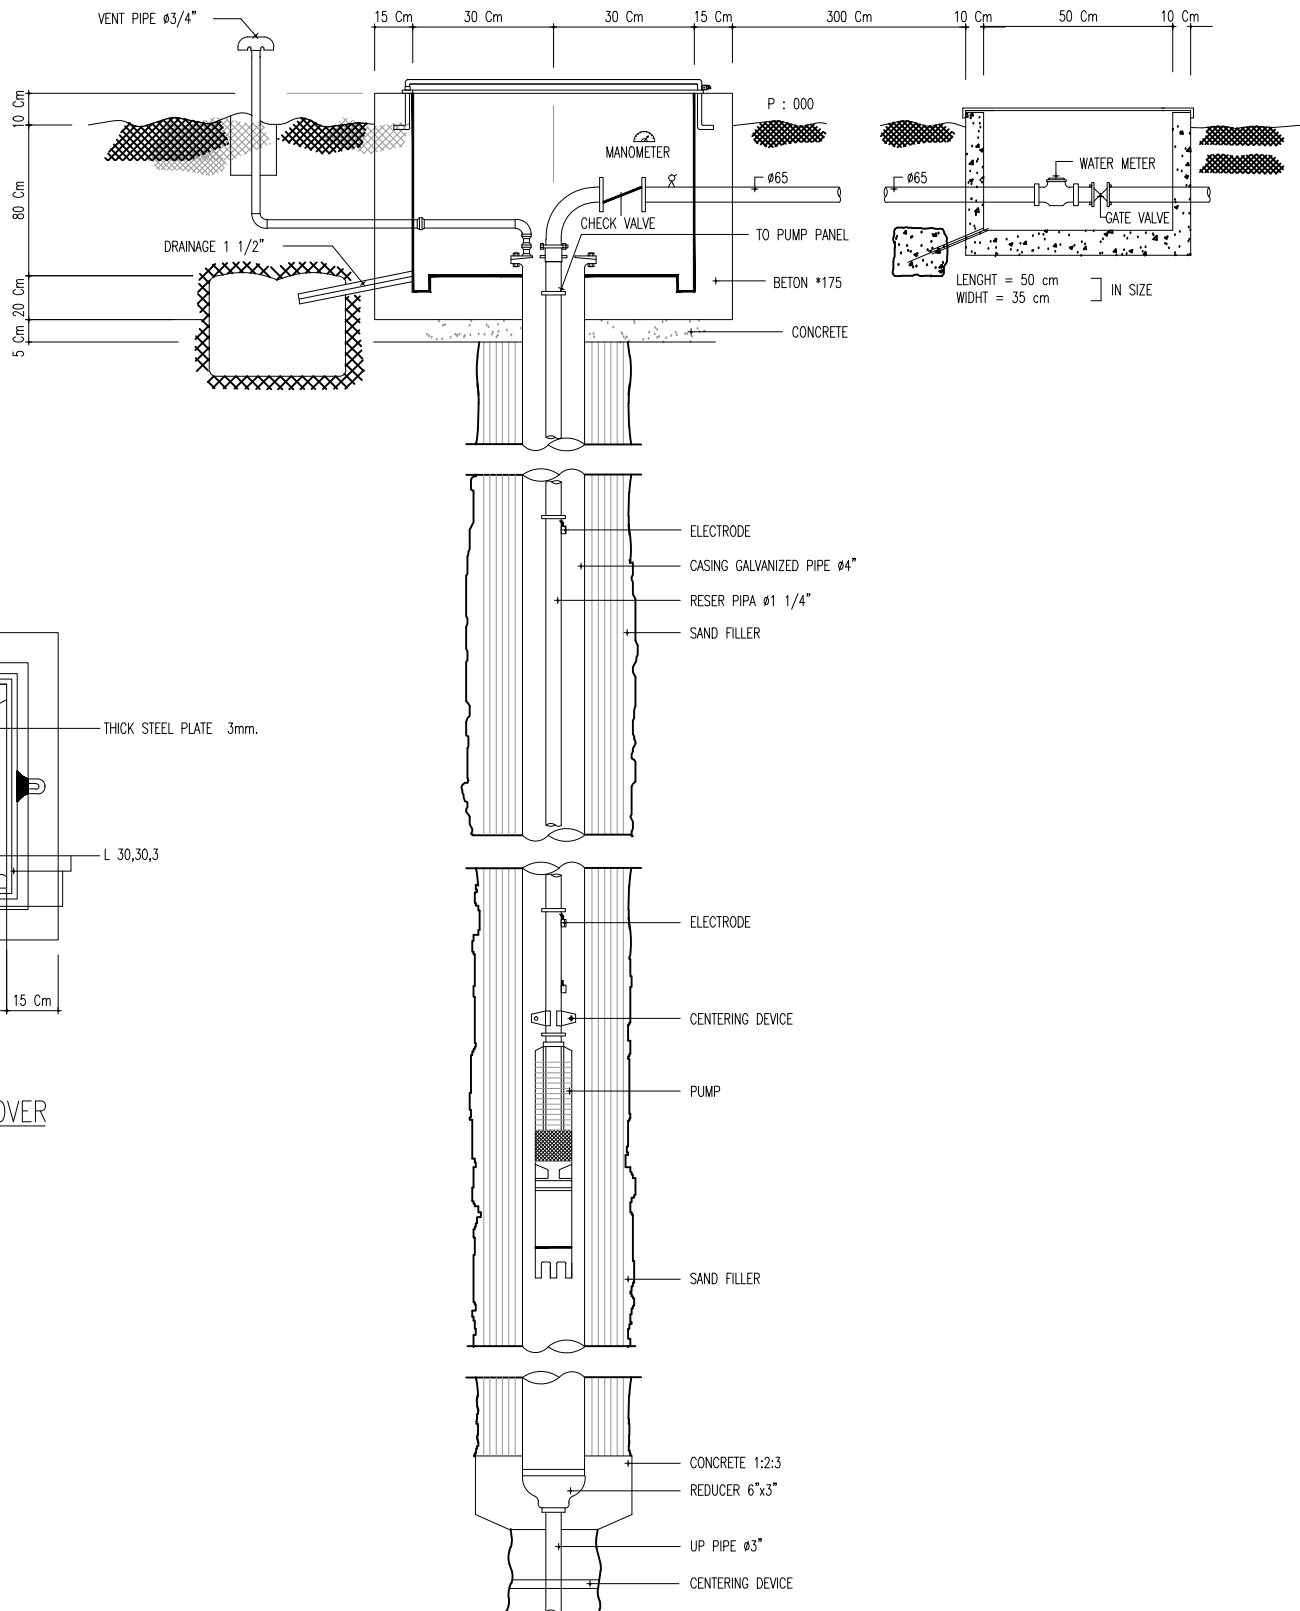 VENT PIPE ø3/4"
15 Cm
30 Cm
30 Cm
15 Cm
300 Cm
10 Cm
50 Cm
10 Cm
10 Cm
80 Cm
20 Cm
5 Cm
P : 000
MANOMETER
WATER METER
ø65
ø65
CHECK VALVE
GATE VALVE
TO PUMP PANEL
DRAINAGE 1 1/2"
BETON *175
LENGHT = 50 cm
WIDHT = 35 cm
IN SIZE
CONCRETE
ELECTRODE
CASING GALVANIZED PIPE ø4"
RESER PIPA ø1 1/4"
SAND FILLER
THICK STEEL PLATE 3mm.
L 30,30,3
ELECTRODE
15 Cm
CENTERING DEVICE
PUMP
OVER
SAND FILLER
CONCRETE 1:2:3
REDUCER 6"x3"
UP PIPE ø3"
CENTERING DEVICE